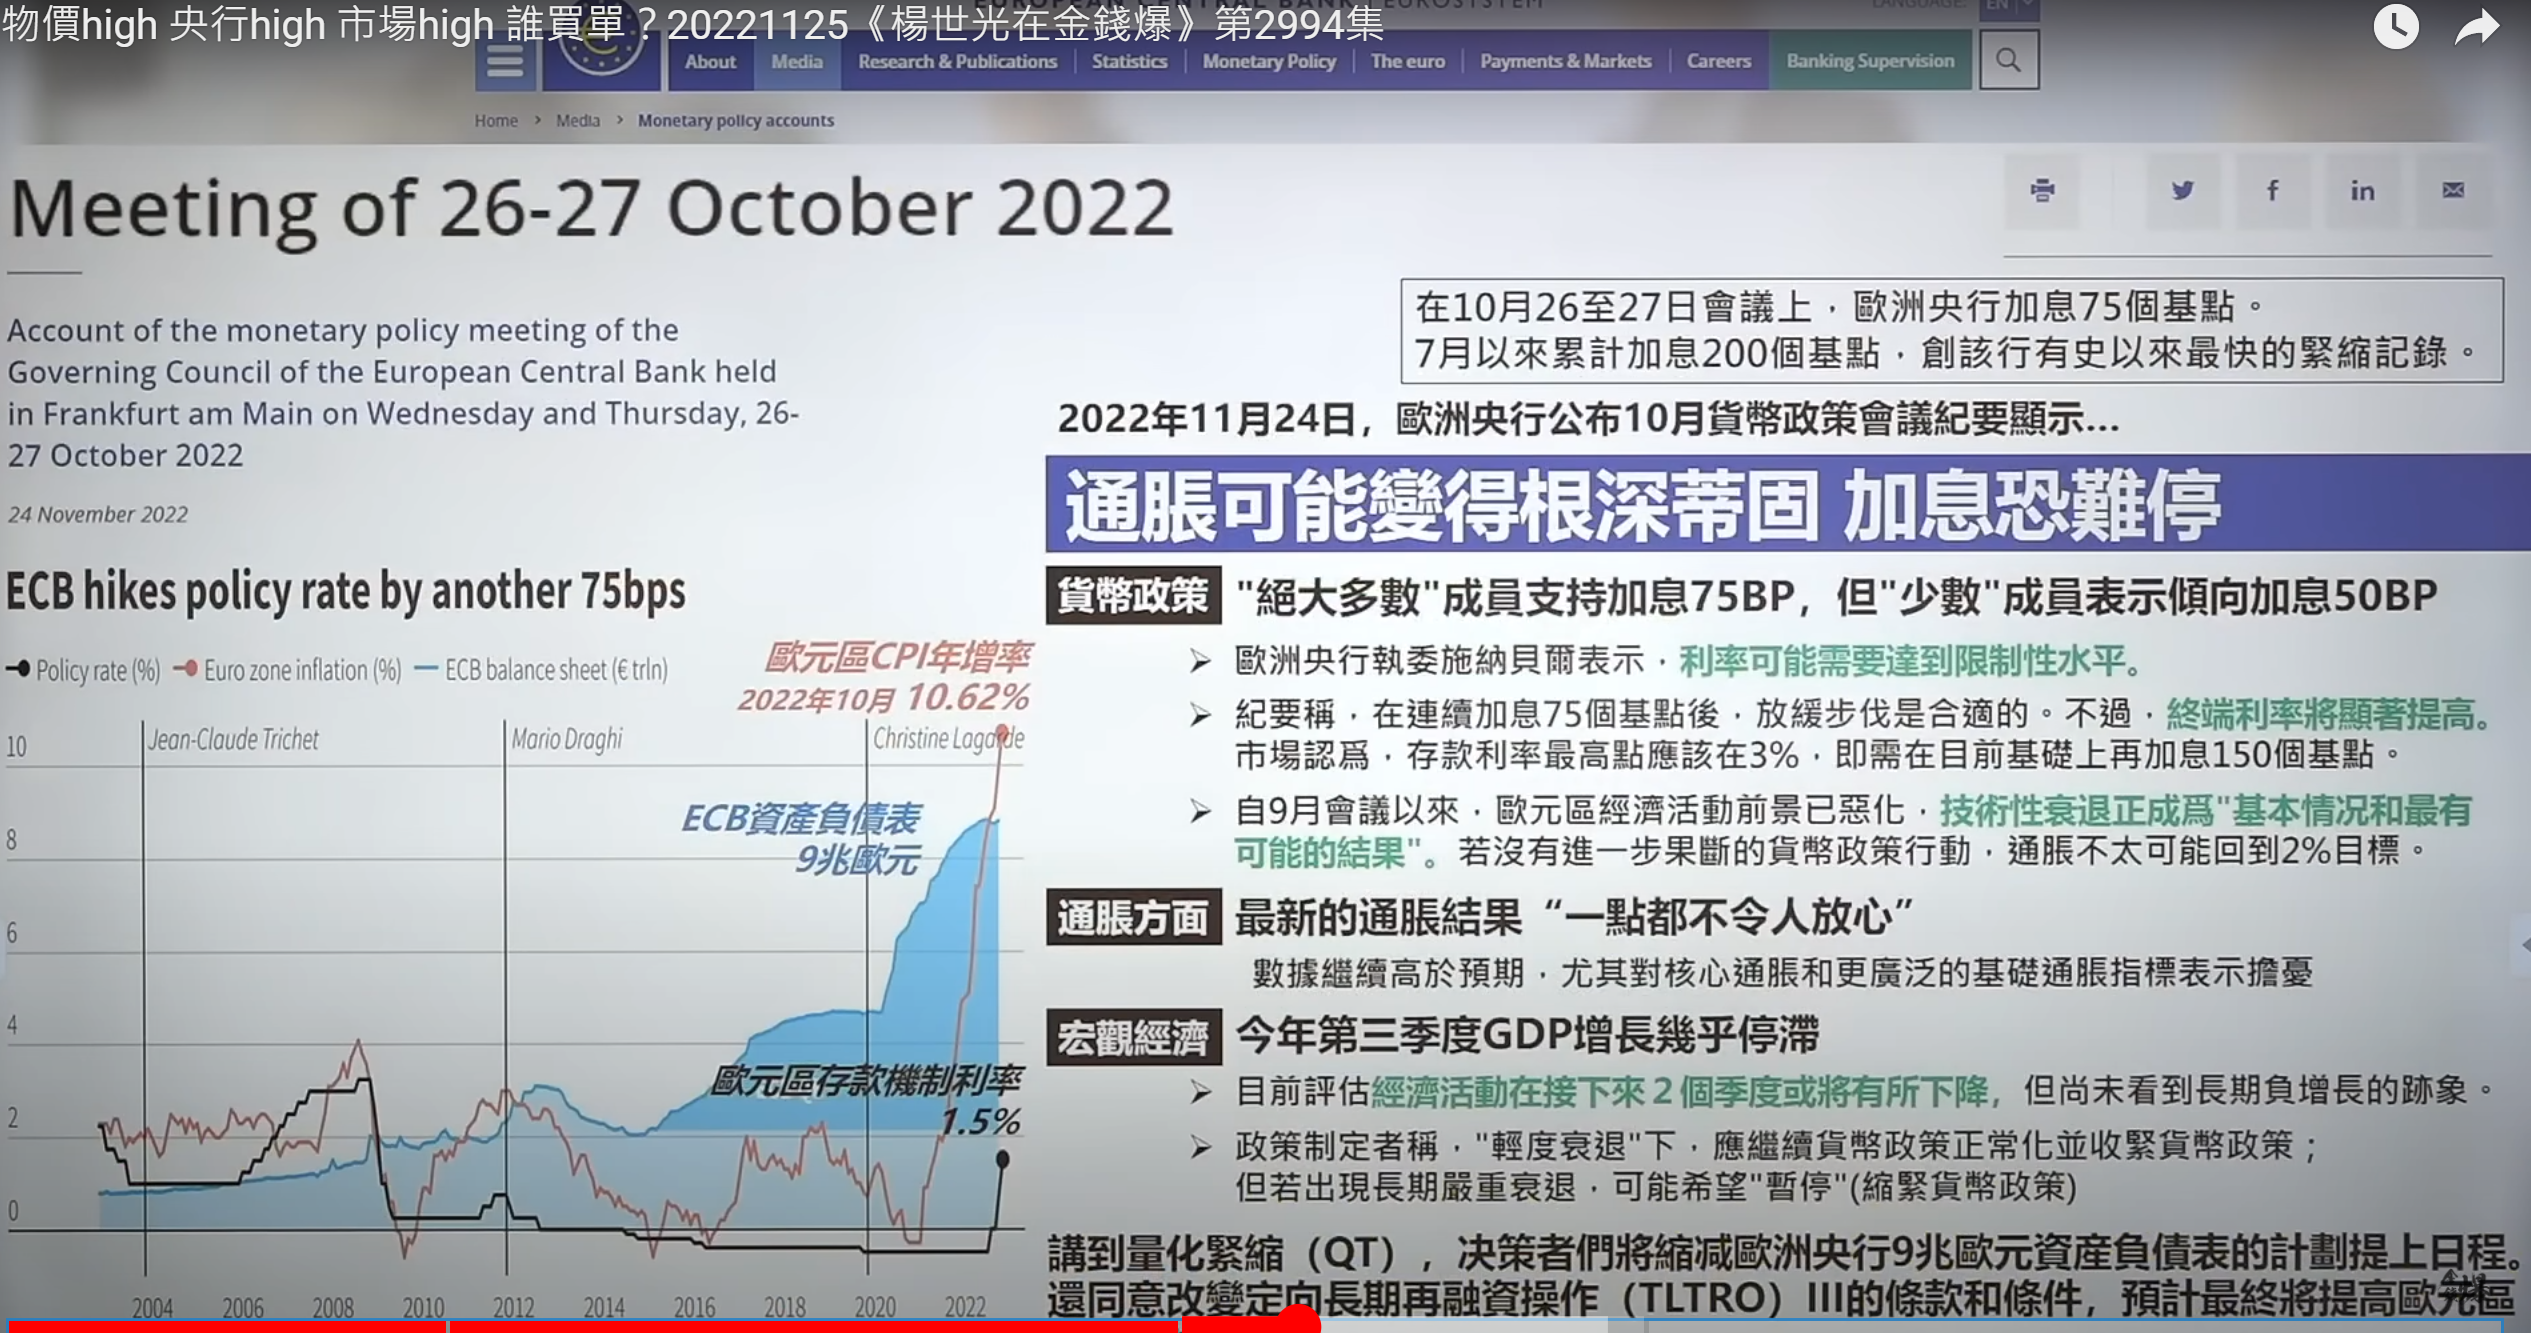 物價high 央行high 市場high 誰買單？20221125《楊世光在金錢爆》第2994集
EN
About
Media
Research & Publications
Statistics
Monetary Policy
The euro
Payments & Markets
Careers
Banking Supervision
Home > Media > Monetary policy accounts
Meeting of 26-27 October 2022
Account of the monetary policy meeting of the
Governing Council of the European Central Bank held
in Frankfurt am Main on Wednesday and Thursday, 26-
27 October 2022
24 November 2022
ECB hikes policy rate by another 75bps
Policy rate (%) Euro zone inflation (%) ECB balance sheet (€ trln)
歐元區CPI年增率
2022年10月 10.62%
Jean-Claude Trichet
Mario Draghi
Christine Lagarde
10
8
6
4
2
0
ECB資產負債表
9兆歐元
歐元區存款機制利率
1.5%
2004 2006 2008 2010 2012 2014 2016 2018 2020 2022
在10月26至27日會議上，歐洲央行加息75個基點。
7月以來累計加息200個基點，創該行有史以來最快的緊縮記錄。
2022年11月24日，歐洲央行公布10月貨幣政策會議紀要顯示...
通脹可能變得根深蒂固 加息恐難停
貨幣政策 "絕大多數"成員支持加息75BP，但"少數"成員表示傾向加息50BP
➢ 歐洲央行執委施納貝爾表示，利率可能需要達到限制性水平。
➢ 紀要稱，在連續加息75個基點後，放緩步伐是合適的。不過，終端利率將顯著提高。
市場認爲，存款利率最高點應該在3%，即需在目前基礎上再加息150個基點。
➢ 自9月會議以來，歐元區經濟活動前景已惡化，技術性衰退正成爲"基本情况和最有
可能的結果"。若沒有進一步果斷的貨幣政策行動，通脹不太可能回到2%目標。
通脹方面 最新的通脹結果 “一點都不令人放心”
數據繼續高於預期，尤其對核心通脹和更廣泛的基礎通脹指標表示擔憂
宏觀經濟 今年第三季度GDP增長幾乎停滯
➢ 目前評估經濟活動在接下來２個季度或將有所下降，但尚未看到長期負增長的跡象。
➢ 政策制定者稱，"輕度衰退"下，應繼續貨幣政策正常化並收緊貨幣政策；
但若出現長期嚴重衰退，可能希望"暫停"(縮緊貨幣政策)
講到量化緊縮（QT），决策者們將縮减歐洲央行9兆歐元資産負債表的計劃提上日程。
還同意改變定向長期再融資操作（TLTRO）III的條款和條件，預計最終將提高歐元區